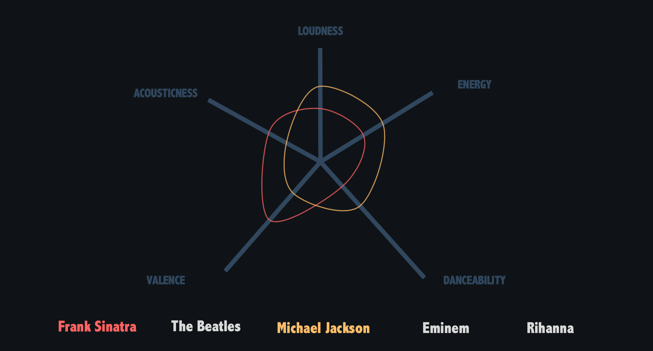 LOUDNESS
ENERGY
ACOUSTICNESS
VALENCE
DANCEABILITY
Frank Sinatra
The Beatles
Michael Jackson
Eminem
Rihanna